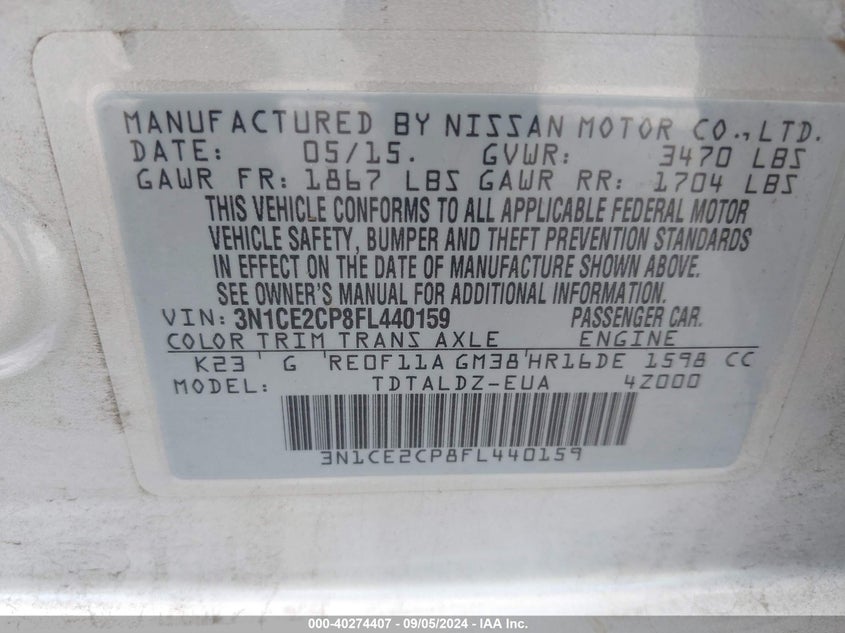 MANUFACTURED BY NISSAN MOTOR CO., LTD.
DATE: 05/15. GVWR: 3470 LBS
GAWR FR: 1867 LBS GAWR RR: 1704 LBS
THIS VEHICLE CONFORMS TO ALL APPLICABLE FEDERAL MOTOR
VEHICLE SAFETY, BUMPER AND THEFT PREVENTION STANDARDS
IN EFFECT ON THE DATE OF MANUFACTURE SHOWN ABOVE.
SEE OWNER'S MANUAL FOR ADDITIONAL INFORMATION.
VIN: 3N1CE2CP8FL440159 PASSENGER CAR.
COLOR TRIM TRANS AXLE ENGINE
K23 G RE0F11A GM38 HR16DE 1598 CC
MODEL: TDTALDZ-EUA 4Z000
3N1CE2CP8FL440159
000-40274407 - 09/05/2024 - IAAI Inc.